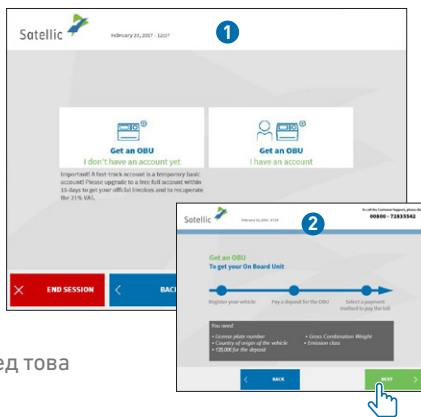 Satellic
February 20, 2017 - 12:27
1
Get an OBU
I don't have an account yet
Get an OBU
I have an account
Important! A fast-track account is a temporary basic
account! Please upgrade to a free full account within
15-days to get your official invoices and to recuperate
the 21% VAT.
END SESSION
BAC
Satellic
2
00800 - 72835542
Get an OBU
To get your On Board Unit
Register your vehicle
Pay a deposit for the OBU
Select a payment
method to pay the toll
You need
• License plate number
• Country of origin of the vehicle
• 135.00€ for the deposit
• Gross Combination Weight
• Emission class
BACK
NEXT
ед това